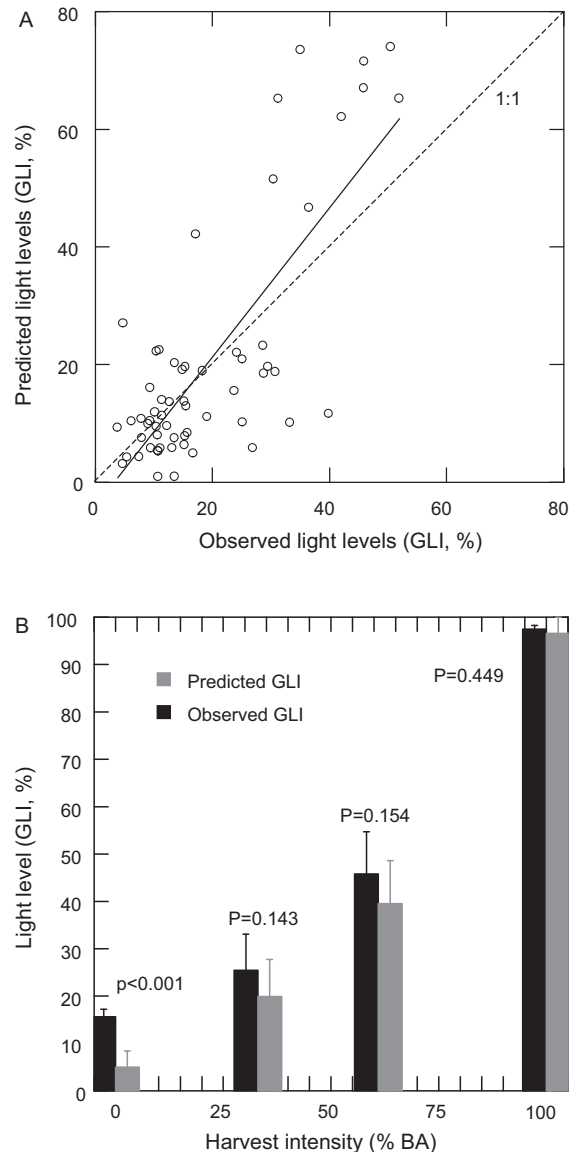 A
80
60
40
20
0
Predicted light levels (GLI, %)
1:1
0 20 40 60 80
Observed light levels (GLI, %)
B
100
90
80
70
60
50
40
30
20
10
0
Light level (GLI, %)
Predicted GLI
Observed GLI
P=0.449
P=0.154
P=0.143
p<0.001
0 25 50 75 100
Harvest intensity (% BA)